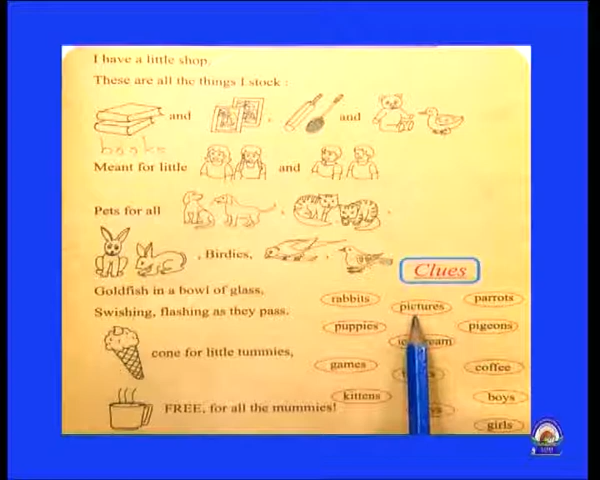 I have a little shop.
These are all the things I stock :
and , and
books
Meant for little and
Pets for all , .
, Birdies, ,
Clues
Goldfish in a bowl of glass,
rabbits pictures parrots
Swishing, flashing as they pass.
puppies pigeons
cone for little tummies,
games coffee
kittens boys
FREE, for all the mummies!
girls